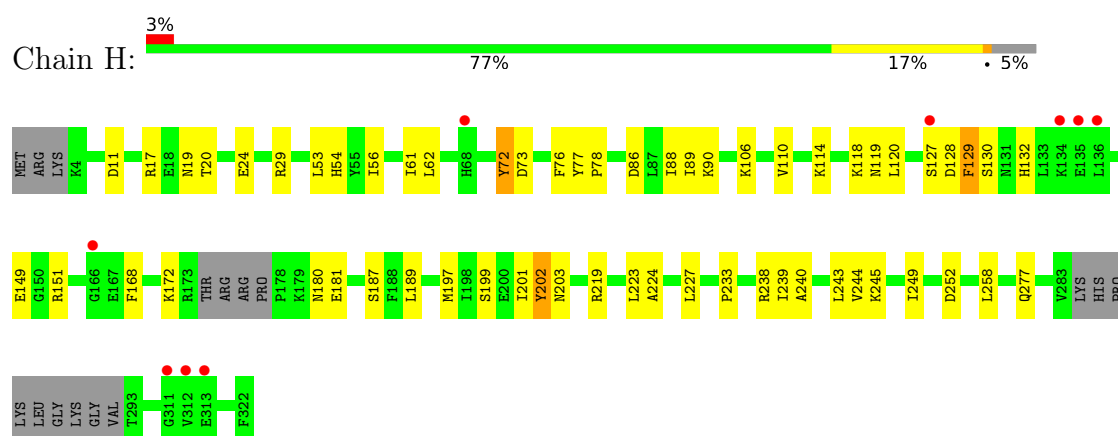 3%
Chain H:
77% 17% • 5%
MET ARG LYS K4 D11 R17 E18 N19 T20 E24 R29 L53 H54 Y55 I56 I61 L62 H68 Y72 D73 F76 Y77 P78 D86 L87 I88 I89 K90 K106 V110 K114 K118 N119 L120 S127 D128 F129 S130 N131 H132 L133 K134 E135 L136
E149 G150 R151 G166 E167 F168 K172 R173 THR ARG ARG PRO P178 K179 N180 E181 S187 F188 L189 M197 I198 S199 E200 I201 Y202 N203 R219 L223 A224 L227 P233 R238 I239 A240 L243 V244 K245 I249 D252 L258 Q277 V283 LYS HIS PRO
LYS LEU GLY LYS GLY VAL T293 G311 V312 E313 F322